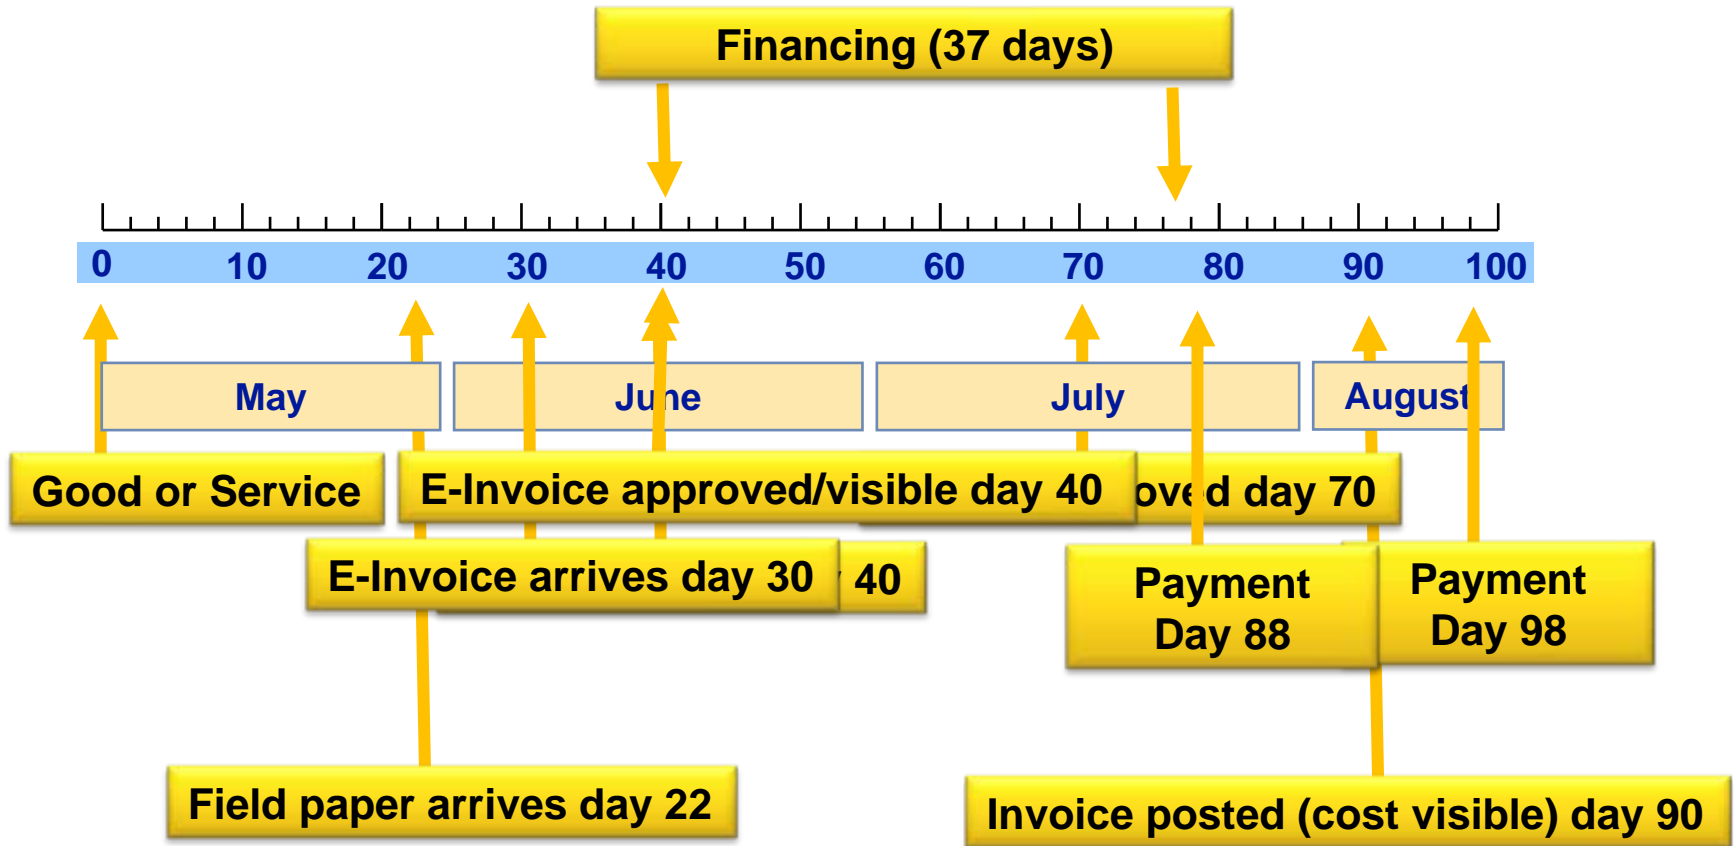 Financing (37 days)
0 10 20 30 40 50 60 70 80 90 100
May June July August
Good or Service
E-Invoice approved/visible day 40
day 70
E-Invoice arrives day 30
40
Payment
Day 88
Payment
Day 98
Field paper arrives day 22
Invoice posted (cost visible) day 90